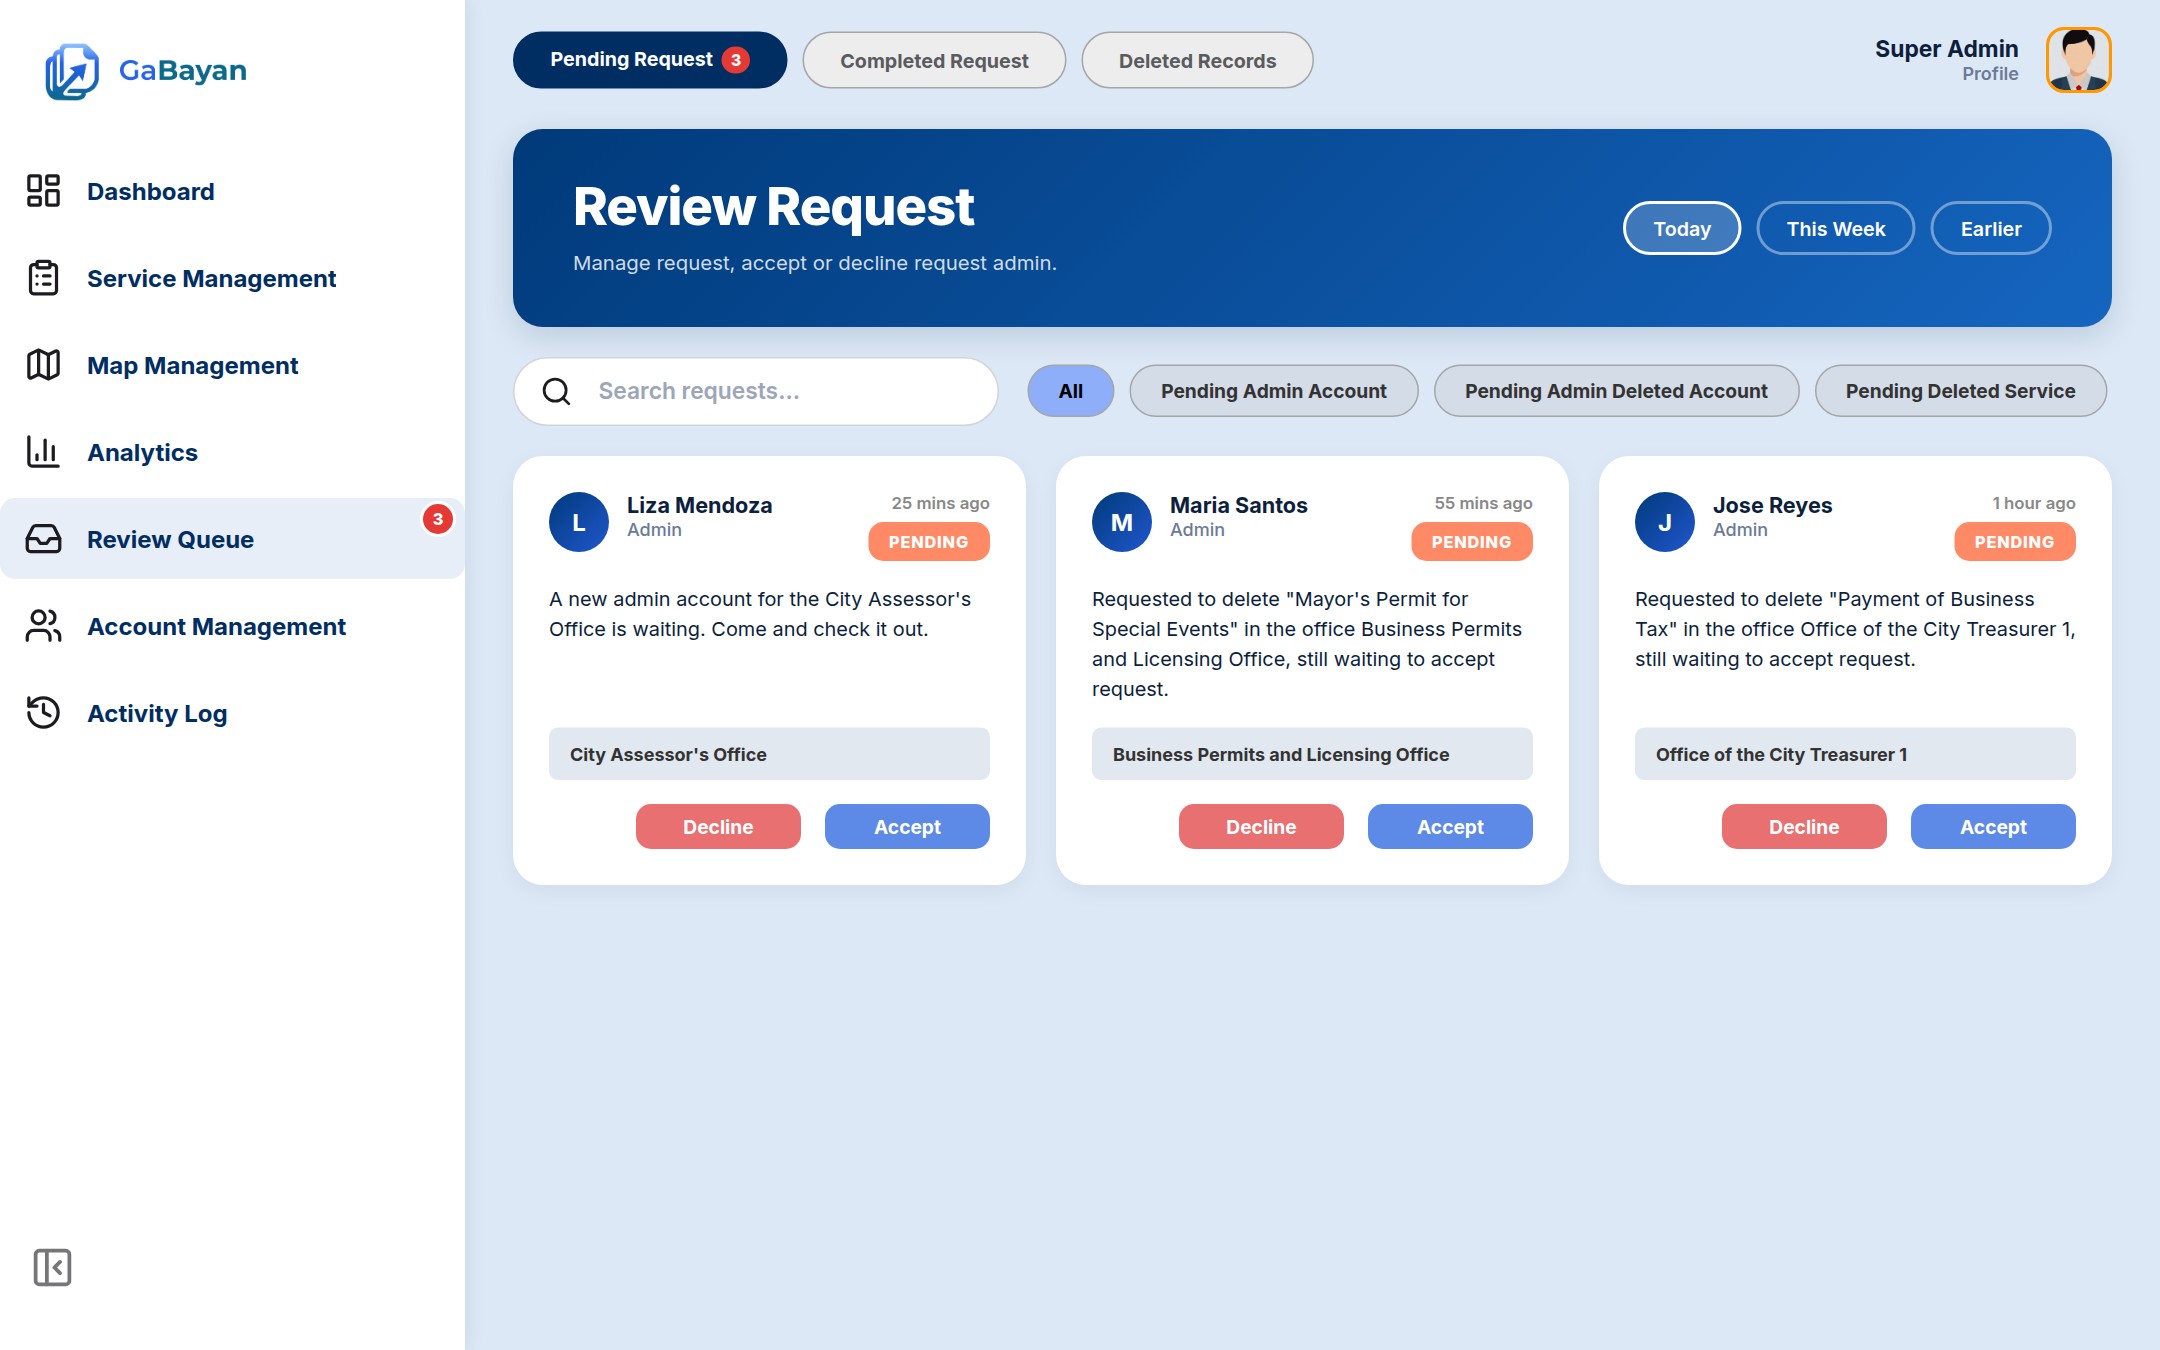 GaBayan
Dashboard
Service Management
Map Management
Analytics
Review Queue
3
Account Management
Activity Log
Pending Request 3
Completed Request
Deleted Records
Super Admin
Profile
Review Request
Manage request, accept or decline request admin.
Today
This Week
Earlier
Search requests...
All
Pending Admin Account
Pending Admin Deleted Account
Pending Deleted Service
L
Liza Mendoza
Admin
25 mins ago
PENDING
A new admin account for the City Assessor's
Office is waiting. Come and check it out.
City Assessor's Office
Decline
Accept
M
Maria Santos
Admin
55 mins ago
PENDING
Requested to delete "Mayor's Permit for
Special Events" in the office Business Permits
and Licensing Office, still waiting to accept
request.
Business Permits and Licensing Office
Decline
Accept
J
Jose Reyes
Admin
1 hour ago
PENDING
Requested to delete "Payment of Business
Tax" in the office Office of the City Treasurer 1,
still waiting to accept request.
Office of the City Treasurer 1
Decline
Accept